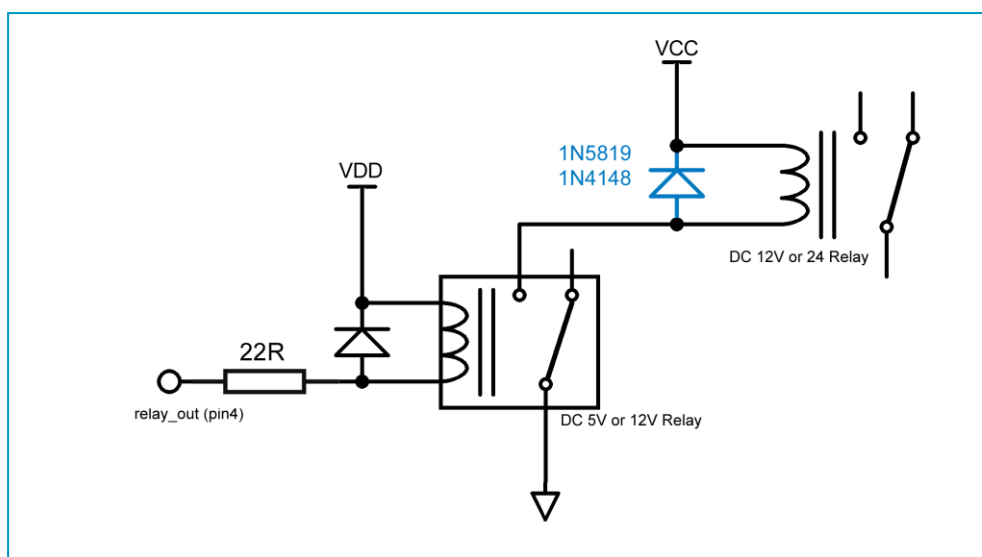 VCC
1N5819
1N4148
VDD
DC 12V or 24 Relay
22R
relay_out (pin4)
DC 5V or 12V Relay